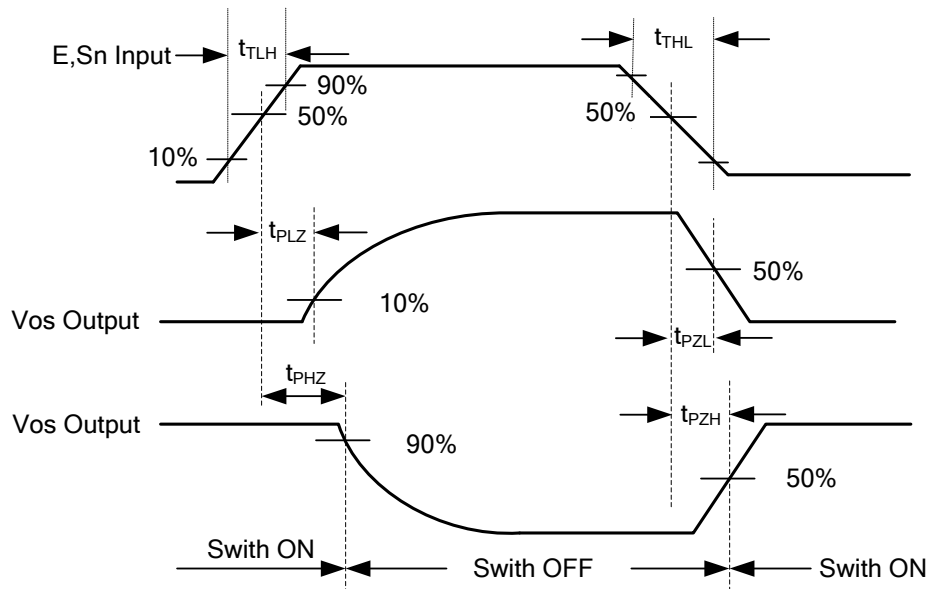 E,Sn Input
tTLH
tTHL
90%
50%
50%
10%
tPLZ
50%
10%
Vos Output
tPZL
tPHZ
Vos Output
tPZH
90%
50%
Swith ON
Swith OFF
Swith ON